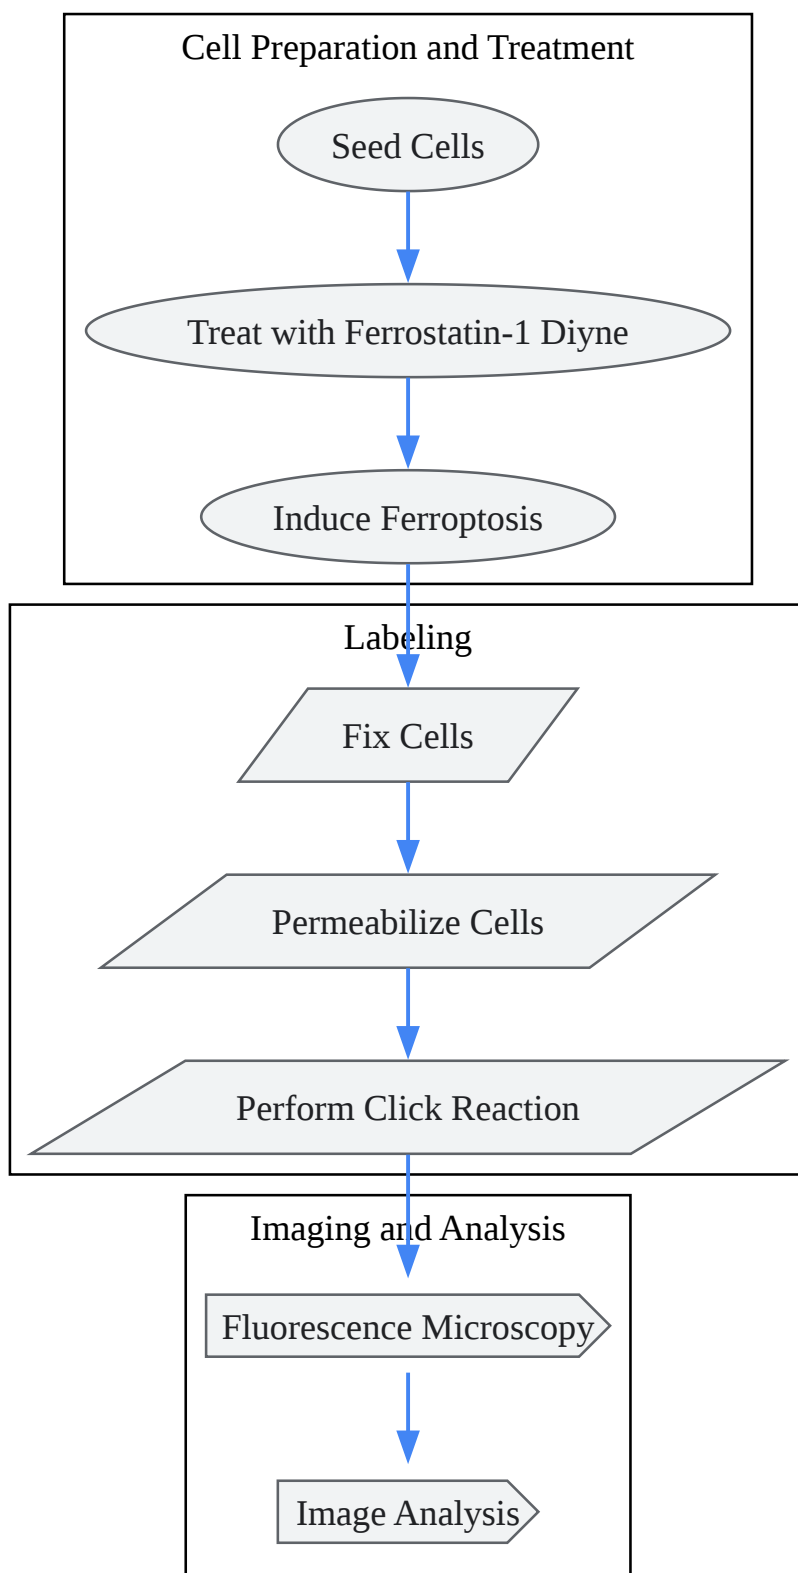 Cell Preparation and Treatment
Seed Cells
Treat with Ferrostatin-1 Diyne
Induce Ferroptosis
Labeling
Fix Cells
Permeabilize Cells
Perform Click Reaction
Imaging and Analysis
Fluorescence Microscopy
Image Analysis